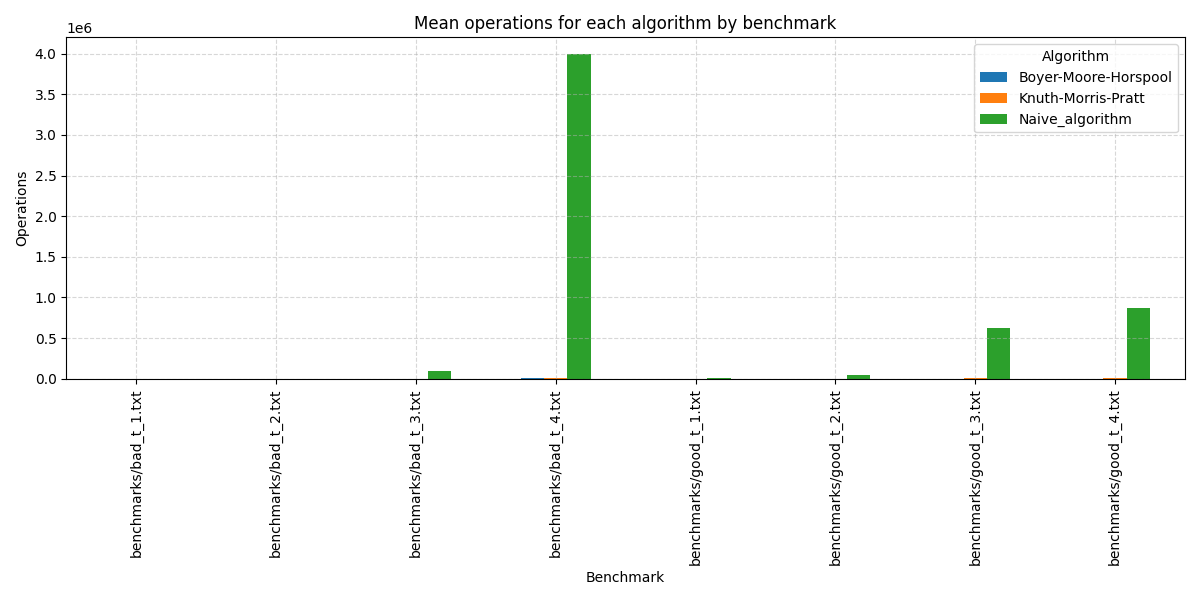 Mean operations for each algorithm by benchmark
1e6
4.0
3.5
3.0
2.5
2.0
1.5
1.0
0.5
0.0
Operations
Algorithm
Boyer-Moore-Horspool
Knuth-Morris-Pratt
Naive_algorithm
benchmarks/bad_t_1.txt
benchmarks/bad_t_2.txt
benchmarks/bad_t_3.txt
benchmarks/bad_t_4.txt
benchmarks/good_t_1.txt
benchmarks/good_t_2.txt
benchmarks/good_t_3.txt
benchmarks/good_t_4.txt
Benchmark